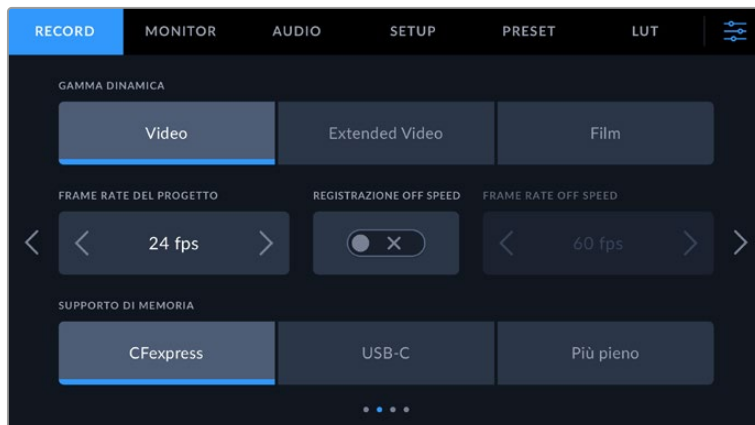 RECORD MONITOR AUDIO SETUP PRESET LUT
GAMMA DINAMICA
Video Extended Video Film
FRAME RATE DEL PROGETTO REGISTRAZIONE OFF SPEED FRAME RATE OFF SPEED
24 fps 60 fps
SUPPORTO DI MEMORIA
CFexpress USB-C Più pieno